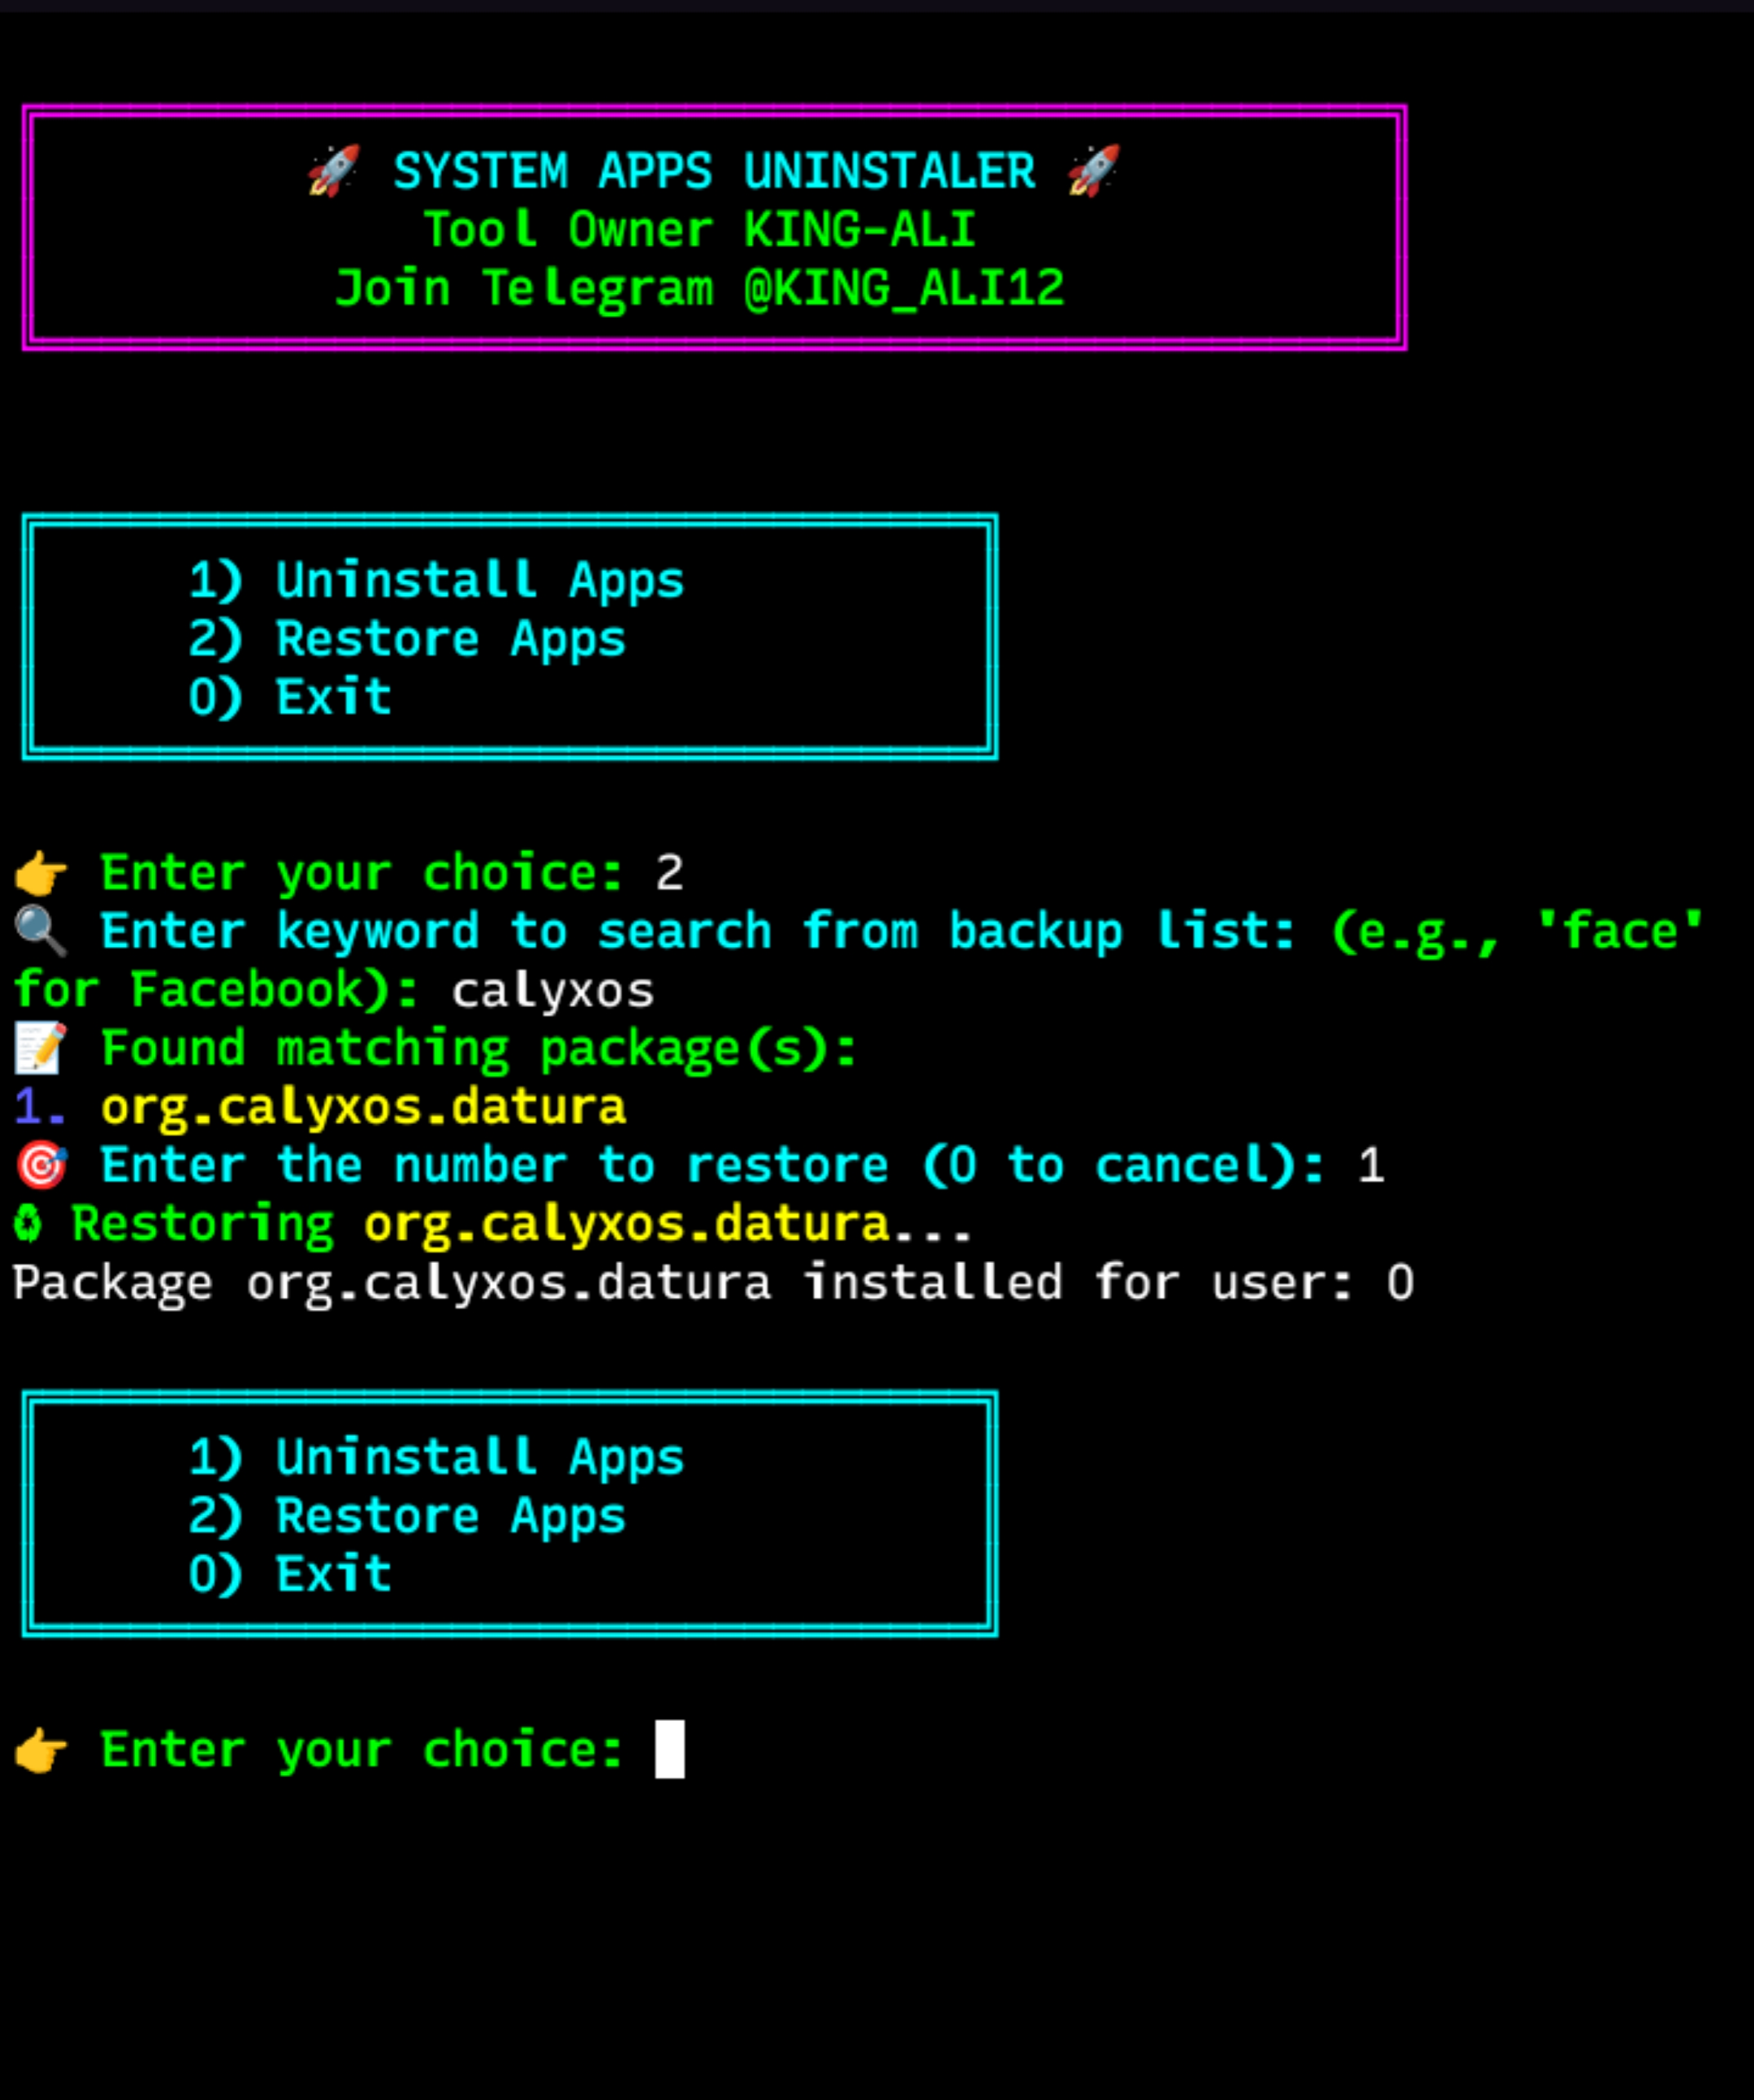 🚀 SYSTEM APPS UNINSTALER 🚀
Tool Owner KING-ALI
Join Telegram @KING_ALI12
1) Uninstall Apps
2) Restore Apps
0) Exit
👉 Enter your choice: 2
🔍 Enter keyword to search from backup list: (e.g., 'face'
for Facebook): calyxos
📝 Found matching package(s):
1. org.calyxos.datura
🎯 Enter the number to restore (0 to cancel): 1
♻ Restoring org.calyxos.datura...
Package org.calyxos.datura installed for user: 0
1) Uninstall Apps
2) Restore Apps
0) Exit
👉 Enter your choice: